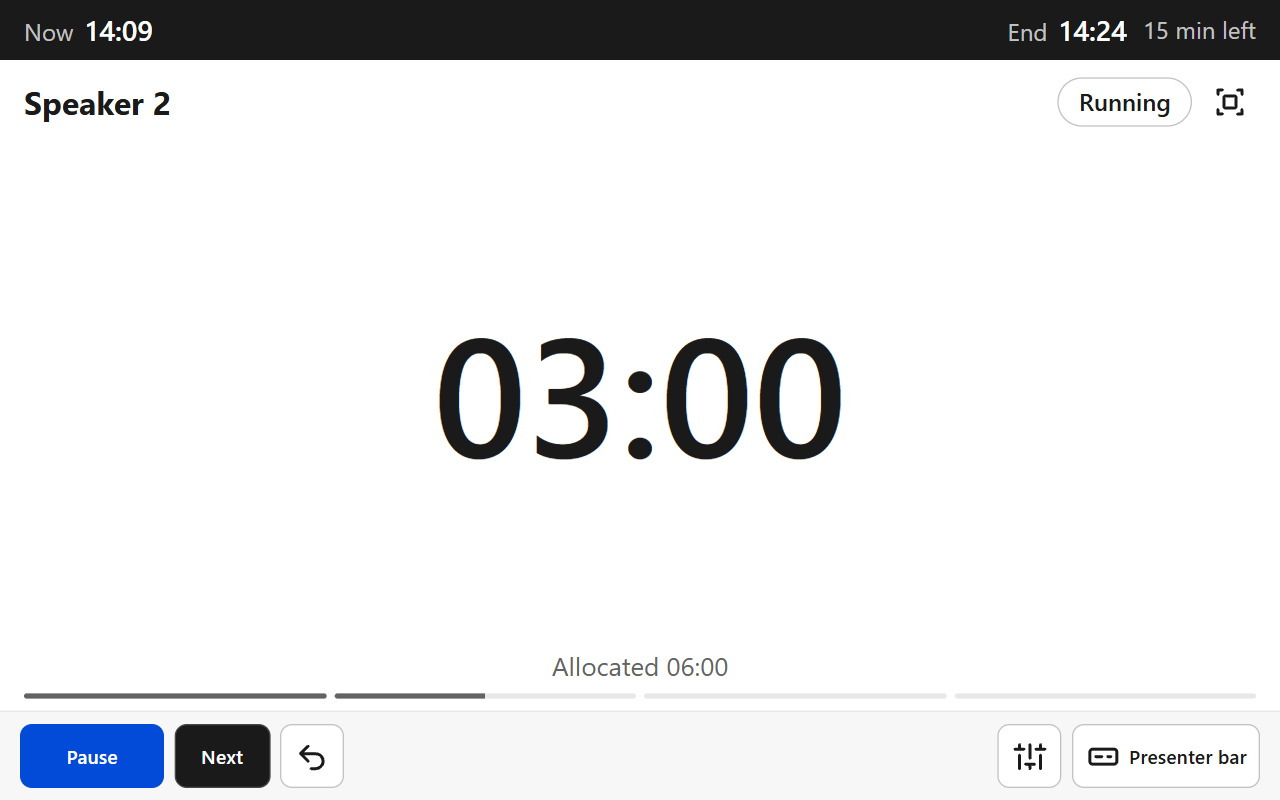 Now 14:09
End 14:24 15 min left
Speaker 2
Running
03:00
Allocated 06:00
Pause
Next
Presenter bar